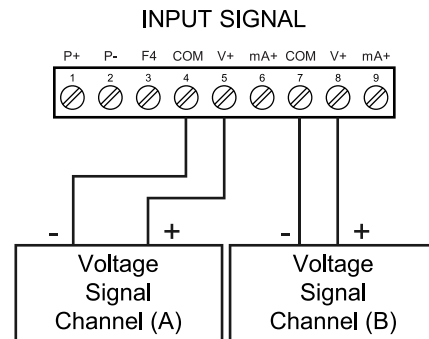 INPUT SIGNAL
P+ P- F4 COM V+ mA+ COM V+ mA+
1 2 3 4 5 6 7 8 9
- + - +
Voltage
Signal
Channel (A)
Voltage
Signal
Channel (B)